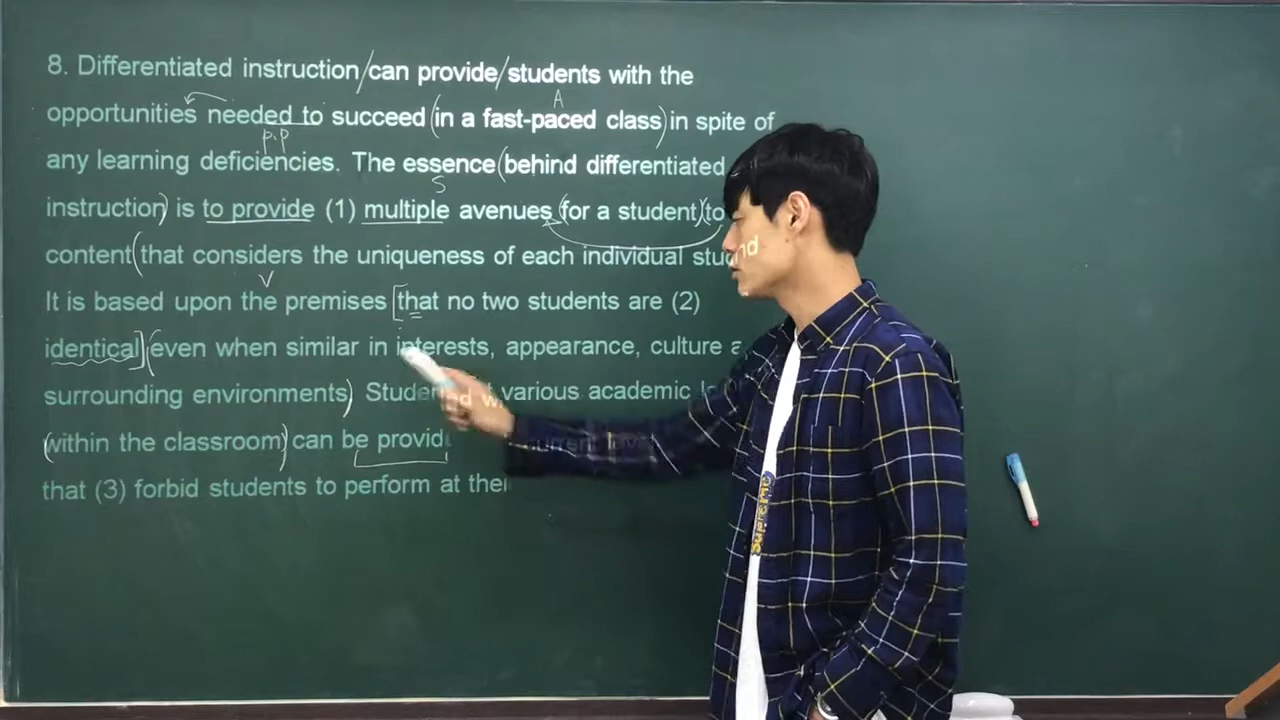 8. Differentiated instruction/can provide/students with the
opportunities needed to succeed (in a fast-paced class) in spite of
A
p.p
any learning deficiencies. The essence (behind differentiated
S
instruction) is to provide (1) multiple avenues (for a student) (to
content (that considers the uniqueness of each individual
V
It is based upon the premises [that no two students are (2)
identical] (even when similar in interests, appearance, culture
surrounding environments) various academic
(within the classroom) can be
that (3) forbid students to perform at